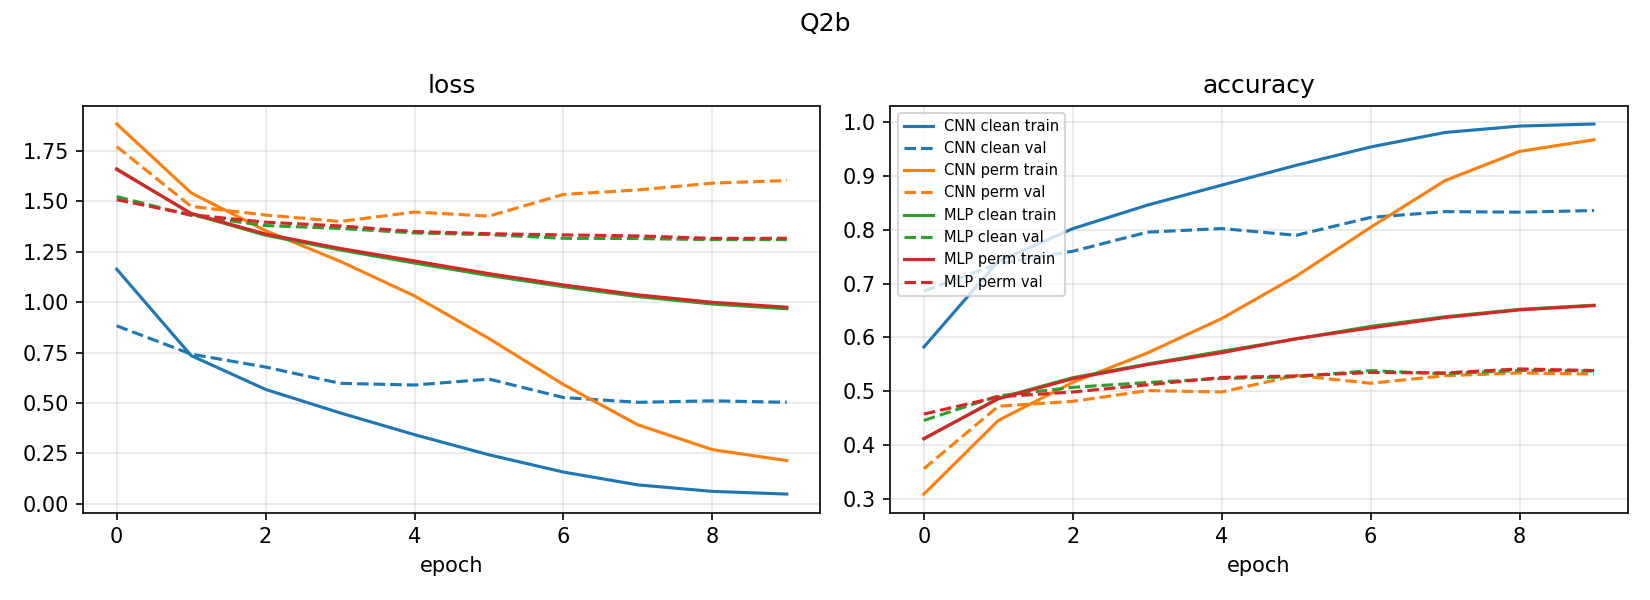 Q2b
loss
1.75
1.50
1.25
1.00
0.75
0.50
0.25
0.00
0 2 4 6 8
epoch
accuracy
1.0
0.9
0.8
0.7
0.6
0.5
0.4
0.3
CNN clean train
CNN clean val
CNN perm train
CNN perm val
MLP clean train
MLP clean val
MLP perm train
MLP perm val
0 2 4 6 8
epoch